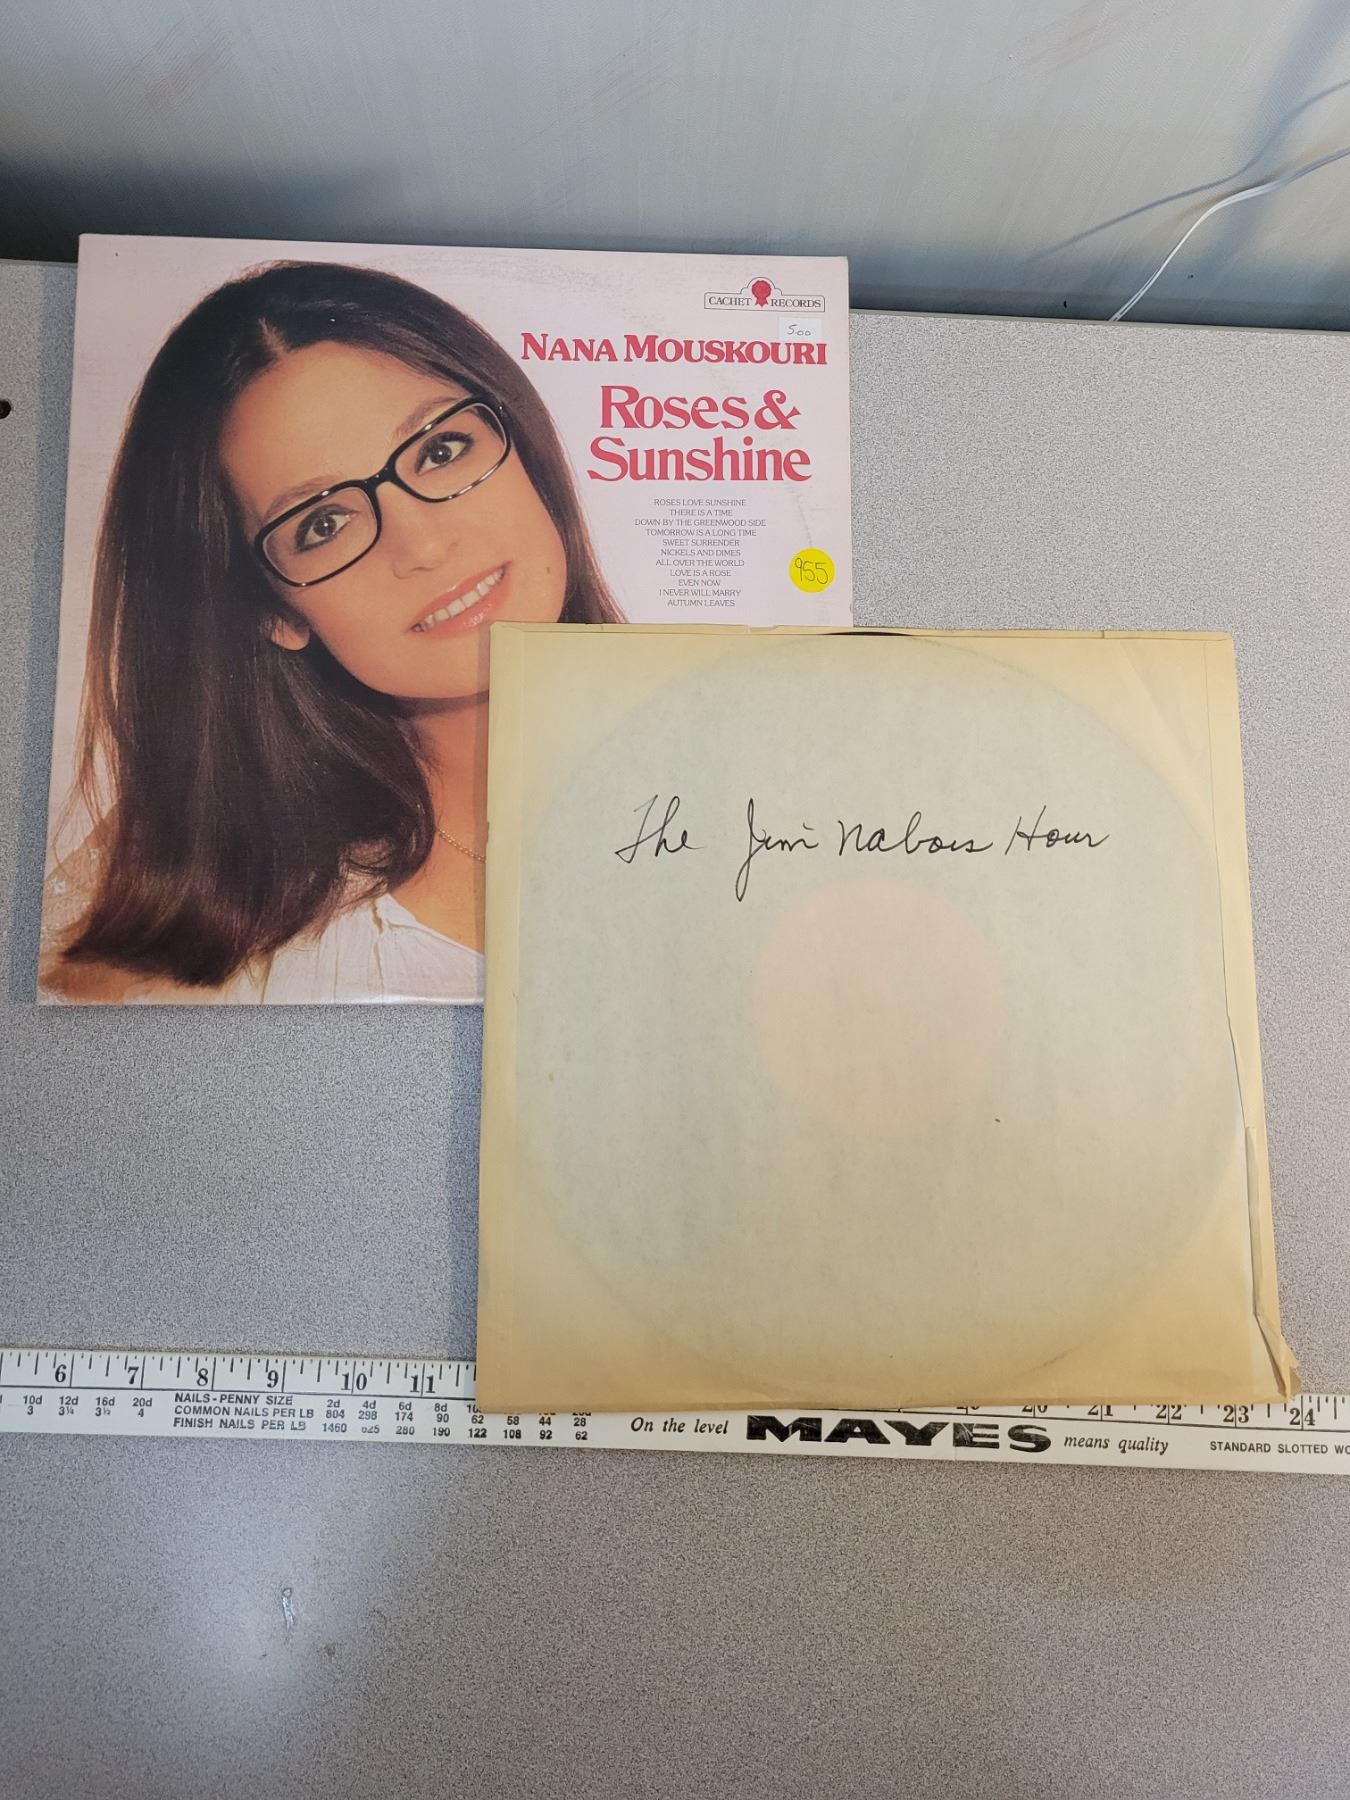 CACHET RECORDS
5.00
NANA MOUSKOURI
Roses &
Sunshine
ROSES LOVE SUNSHINE
THERE IS A TIME
DOWN BY THE GREENWOOD SIDE
TOMORROW IS A LONG TIME
SWEET SURRENDER
NICKELS AND DIMES
ALL OVER THE WORLD
LOVE IS A ROSE
EVEN NOW
I NEVER WILL MARRY
AUTUMN LEAVES
955
The Jim Nabors Hour
6 7 8 9 10 11 20 21 22 23 24
10d 12d 16d 20d NAILS-PENNY SIZE 2d 4d 6d 8d
3 3¼ 3½ 4 COMMON NAILS PER LB 804 298 174 90 62 58 44 28
FINISH NAILS PER LB 1460 625 280 190 122 108 92 62
On the level MAYES means quality STANDARD SLOTTED